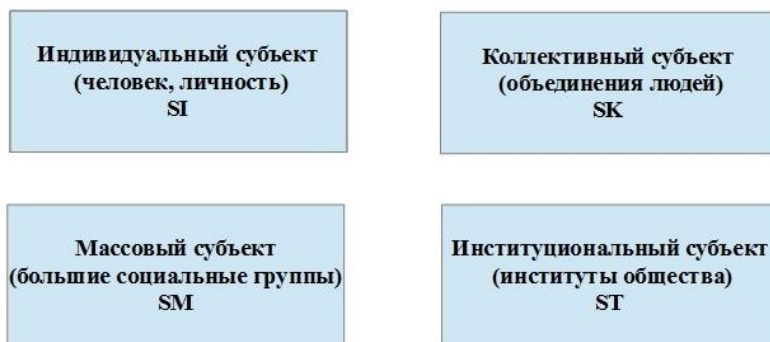 Индивидуальный субъект
(человек, личность)
SI
Коллективный субъект
(объединения людей)
SK
Массовый субъект
(большие социальные группы)
SM
Институциональный субъект
(институты общества)
ST